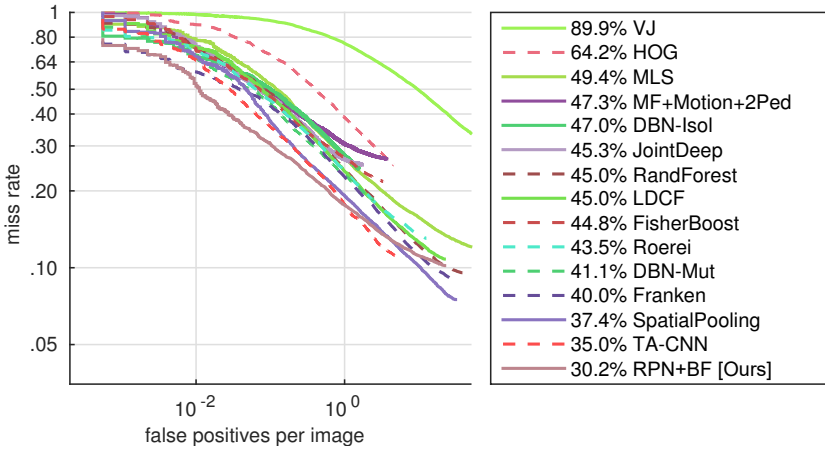 1
.80
.64
.50
.40
.30
.20
.10
.05
miss rate
10^-2
10^0
false positives per image
89.9% VJ
64.2% HOG
49.4% MLS
47.3% MF+Motion+2Ped
47.0% DBN-Isol
45.3% JointDeep
45.0% RandForest
45.0% LDCF
44.8% FisherBoost
43.5% Roerei
41.1% DBN-Mut
40.0% Franken
37.4% SpatialPooling
35.0% TA-CNN
30.2% RPN+BF [Ours]